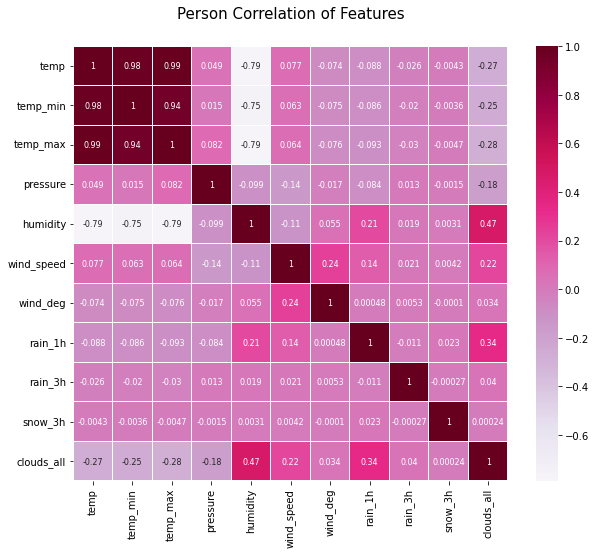 Person Correlation of Features
temp 1 0.98 0.99 0.049 -0.79 0.077 -0.074 -0.088 -0.026 -0.0043 -0.27
temp_min 0.98 1 0.94 0.015 -0.75 0.063 -0.075 -0.086 -0.02 -0.0036 -0.25
temp_max 0.99 0.94 1 0.082 -0.79 0.064 -0.076 -0.093 -0.03 -0.0047 -0.28
pressure 0.049 0.015 0.082 1 -0.099 -0.14 -0.017 -0.084 0.013 -0.0015 -0.18
humidity -0.79 -0.75 -0.79 -0.099 1 -0.11 0.055 0.21 0.019 0.0031 0.47
wind_speed 0.077 0.063 0.064 -0.14 -0.11 1 0.24 0.14 0.021 0.0042 0.22
wind_deg -0.074 -0.075 -0.076 -0.017 0.055 0.24 1 0.00048 0.0053 -0.0001 0.034
rain_1h -0.088 -0.086 -0.093 -0.084 0.21 0.14 0.00048 1 -0.011 0.023 0.34
rain_3h -0.026 -0.02 -0.03 0.013 0.019 0.021 0.0053 -0.011 1 -0.00027 0.04
snow_3h -0.0043 -0.0036 -0.0047 -0.0015 0.0031 0.0042 -0.0001 0.023 -0.00027 1 0.00024
clouds_all -0.27 -0.25 -0.28 -0.18 0.47 0.22 0.034 0.34 0.04 0.00024 1
temp temp_min temp_max pressure humidity wind_speed wind_deg rain_1h rain_3h snow_3h clouds_all
1.0
0.8
0.6
0.4
0.2
0.0
−0.2
−0.4
−0.6